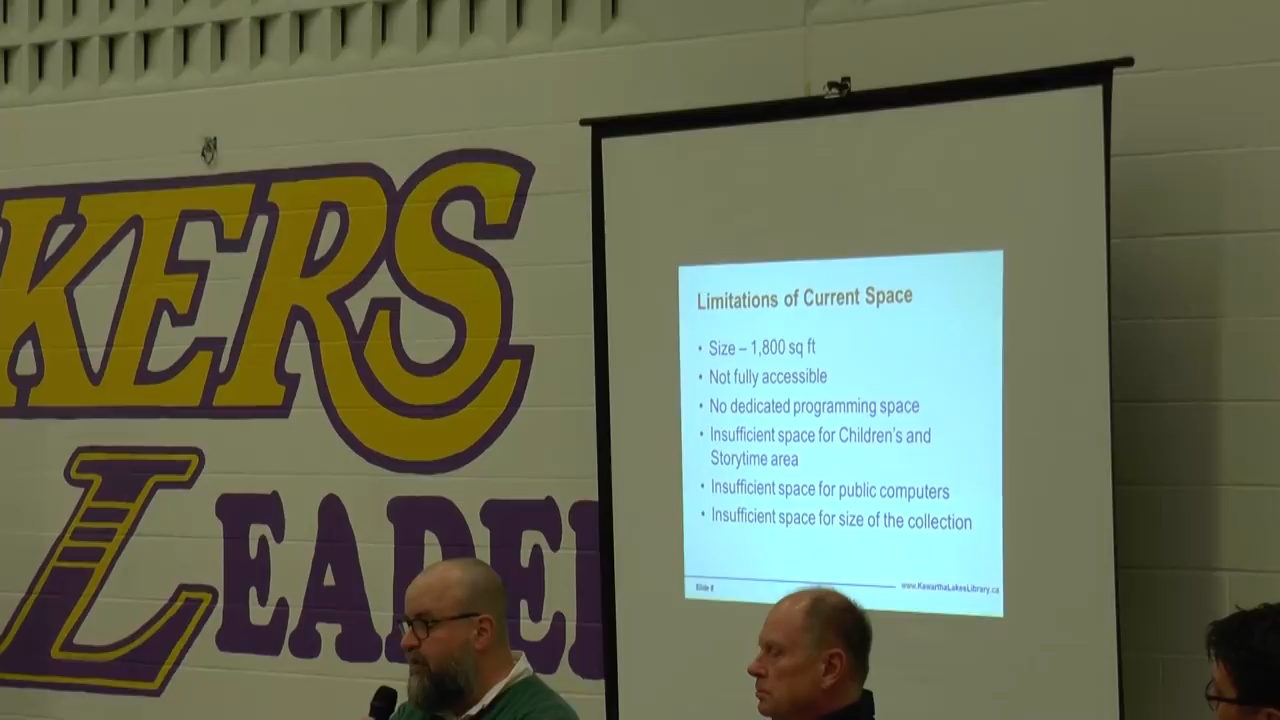 KERS
LEADE
Limitations of Current Space
• Size – 1,800 sq ft
• Not fully accessible
• No dedicated programming space
• Insufficient space for Children's and
Storytime area
• Insufficient space for public computers
• Insufficient space for size of the collection
Slide 6
www.KawarthaLakesLibrary.ca